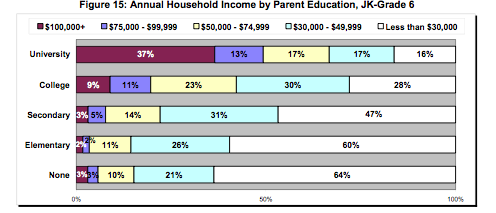 Figure 15: Annual Household Income by Parent Education, JK-Grade 6
$100,000+ $75,000 - $99,999 $50,000 - $74,999 $30,000 - $49,999 Less than $30,000
University 37% 13% 17% 17% 16%
College 9% 11% 23% 30% 28%
Secondary 3% 5% 14% 31% 47%
Elementary 2% 2% 11% 26% 60%
None 3% 3% 10% 21% 64%
0% 50% 100%